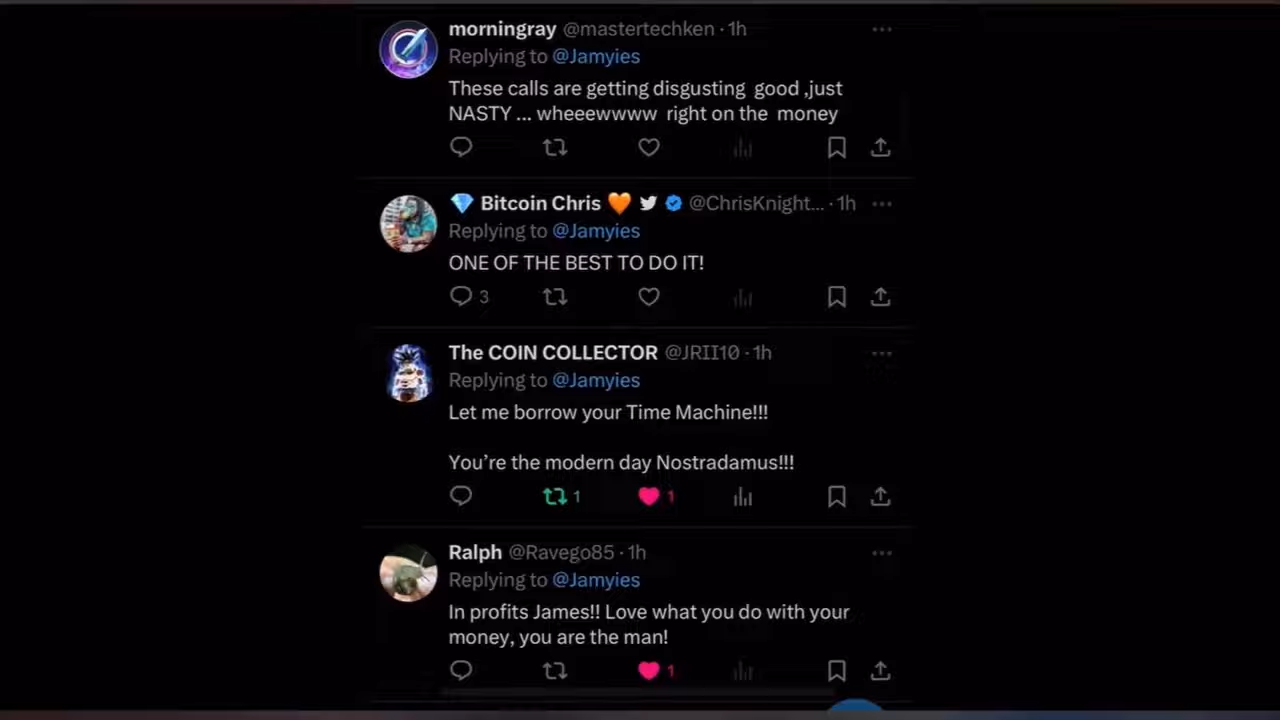 morningray @mastertechken · 1h
Replying to @Jamyies
These calls are getting disgusting good ,just
NASTY ... wheeewwww right on the money
💎 Bitcoin Chris 🧡 @ChrisKnight... · 1h
Replying to @Jamyies
ONE OF THE BEST TO DO IT!
3
The COIN COLLECTOR @JRII10 · 1h
Replying to @Jamyies
Let me borrow your Time Machine!!!
You’re the modern day Nostradamus!!!
1 1
Ralph @Ravego85 · 1h
Replying to @Jamyies
In profits James!! Love what you do with your
money, you are the man!
1